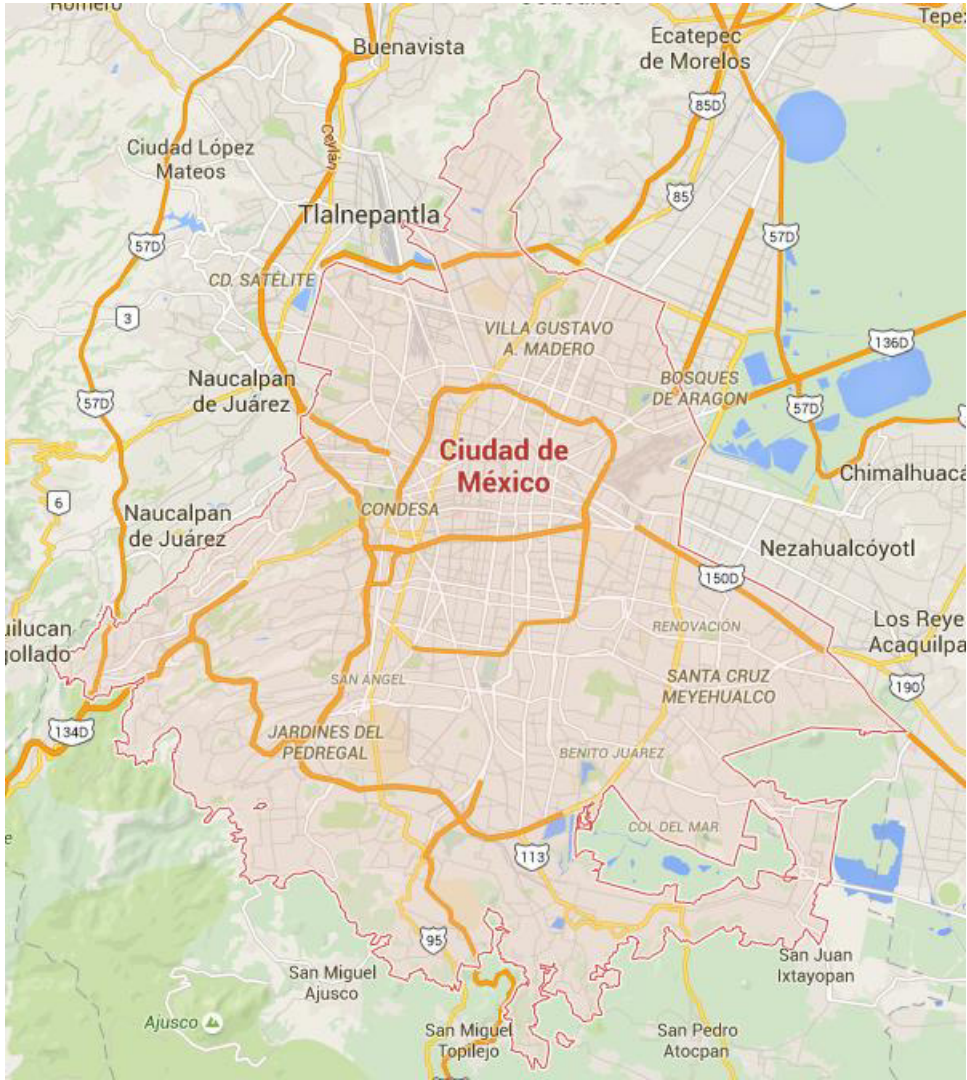 Romero
Buenavista
Ecatepec
de Morelos
85D
Ceylán
Ciudad López
Mateos
85
Tlalnepantla
57D
57D
CD. SATÉLITE
3
VILLA GUSTAVO
A. MADERO
136D
Naucalpan
de Juárez
BOSQUES
DE ARAGON
57D
57D
Ciudad de
México
Chimalhuacá
6
CONDESA
Naucalpan
de Juárez
Nezahualcóyotl
150D
uilucan
gollado
RENOVACIÓN
Los Reye
Acaquilpa
SAN ANGEL
SANTA CRUZ
MEYEHUALCO
190
134D
JARDINES DEL
PEDREGAL
BENITO JUÁREZ
COL DEL MAR
113
95
San Miguel
Ajusco
San Juan
Ixtayopan
Ajusco
San Miguel
Topilejo
San Pedro
Atocpan